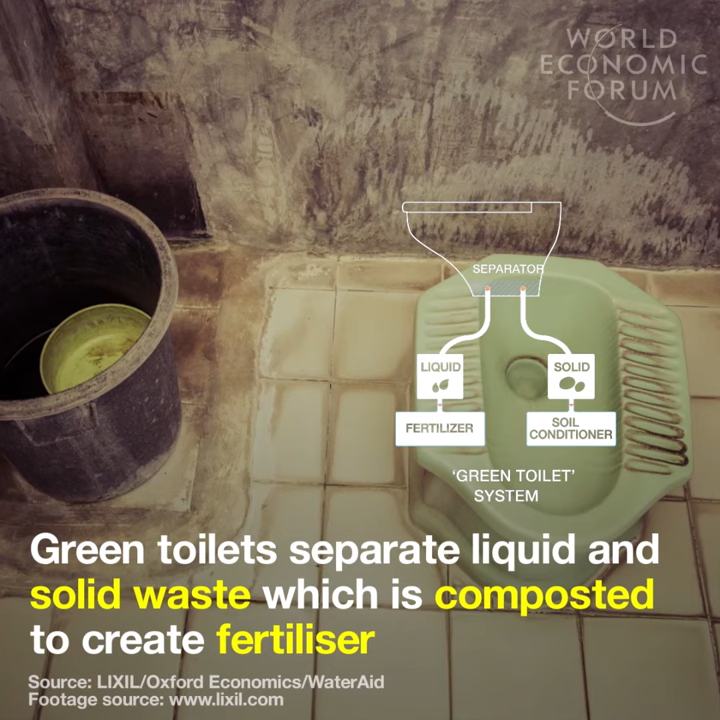 WORLD
ECONOMIC
FORUM
SEPARATOR
LIQUID
SOLID
FERTILIZER
SOIL
CONDITIONER
‘GREEN TOILET’
SYSTEM
Green toilets separate liquid and
solid waste which is composted
to create fertiliser
Source: LIXIL/Oxford Economics/WaterAid
Footage source: www.lixil.com